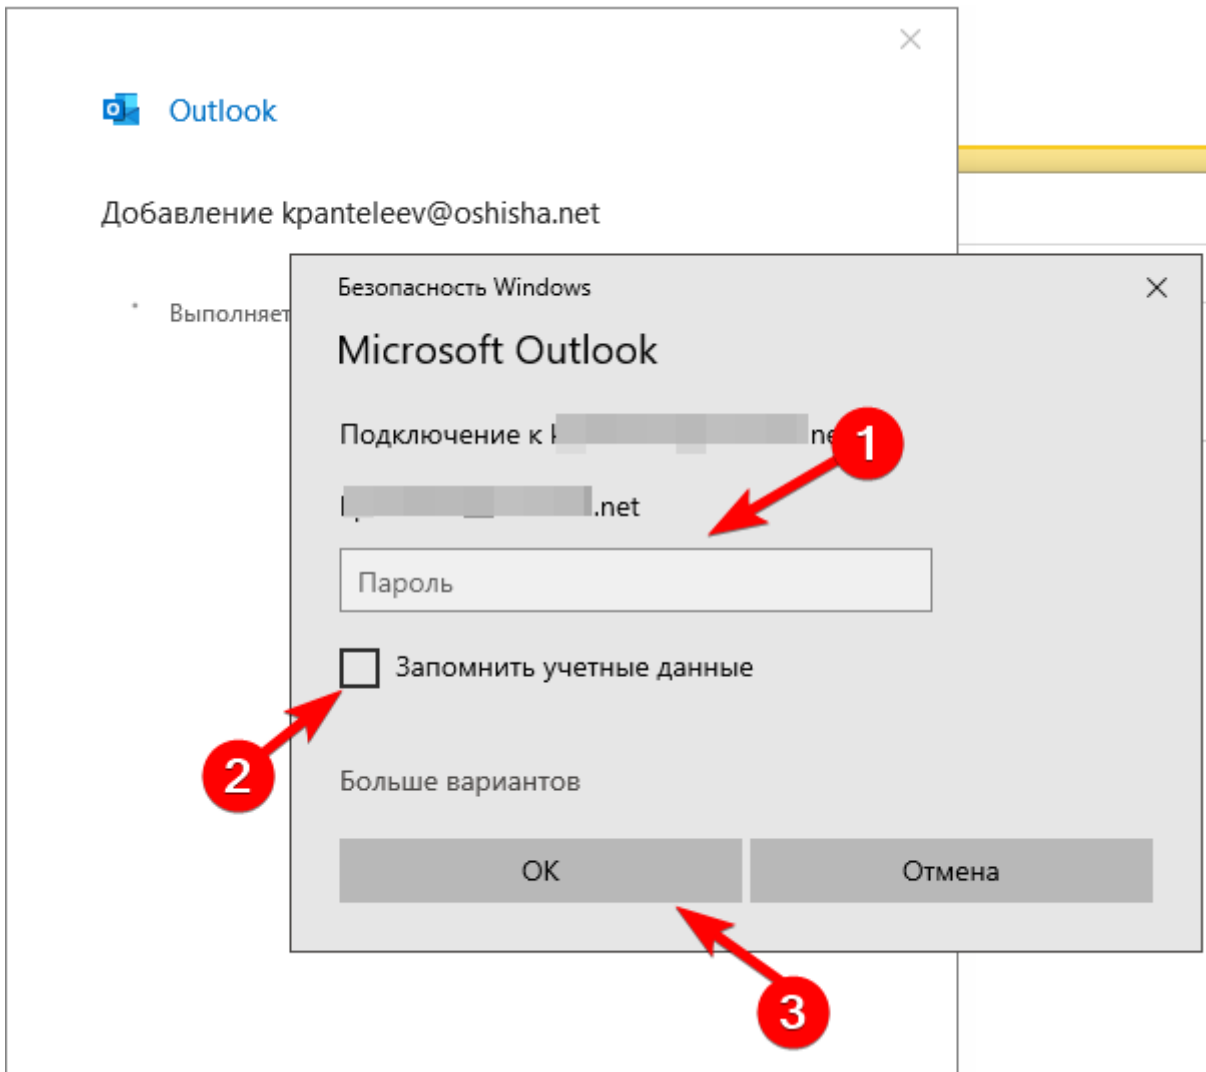 Outlook
Добавление kpanteleev@oshisha.net
Выполняет
Безопасность Windows
Microsoft Outlook
Подключение к
1
.net
Пароль
Запомнить учетные данные
2
Больше вариантов
OK
Отмена
3